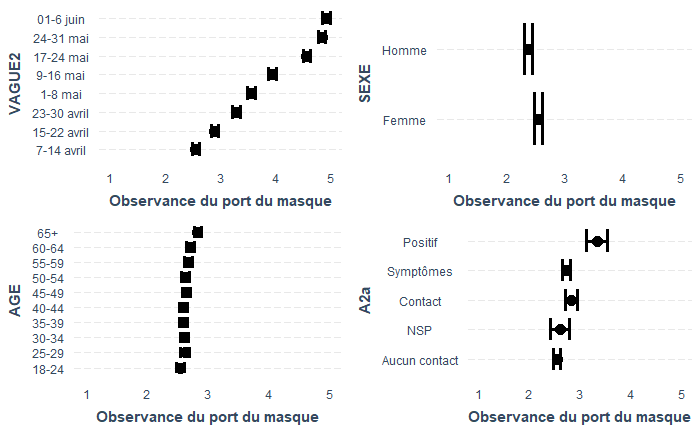 VAGUE2
01-6 juin
24-31 mai
17-24 mai
9-16 mai
1-8 mai
23-30 avril
15-22 avril
7-14 avril
1 2 3 4 5
Observance du port du masque
SEXE
Homme
Femme
1 2 3 4 5
Observance du port du masque
AGE
65+
60-64
55-59
50-54
45-49
40-44
35-39
30-34
25-29
18-24
1 2 3 4 5
Observance du port du masque
A2a
Positif
Symptômes
Contact
NSP
Aucun contact
1 2 3 4 5
Observance du port du masque